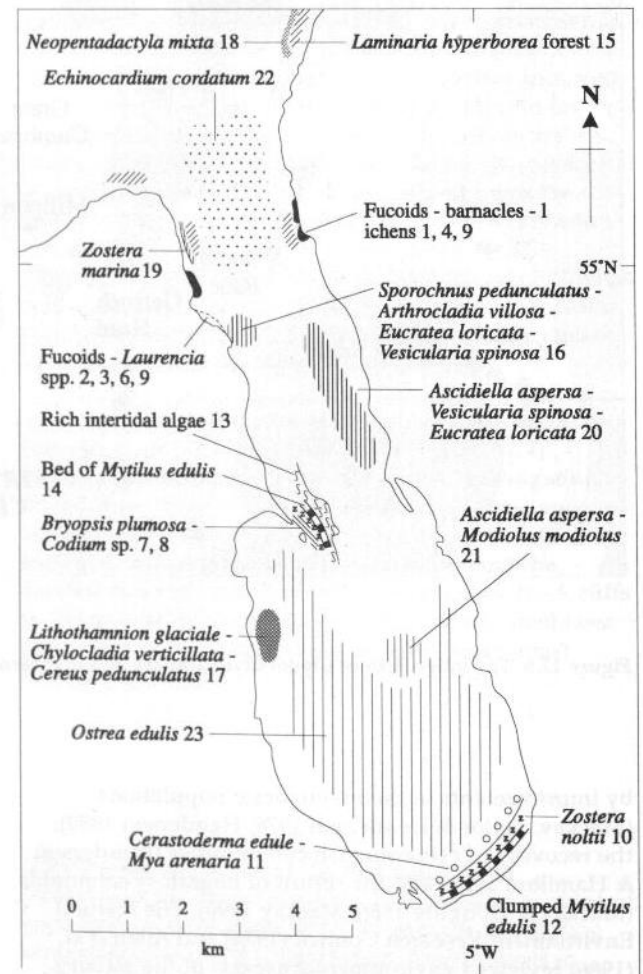 Neopentadactyla mixta 18
Laminaria hyperborea forest 15
Echinocardium cordatum 22
N
Fucoids - barnacles - l
ichens 1, 4, 9
Zostera
marina 19
55°N
Sporochnus pedunculatus -
Arthrocladia villosa -
Eucratea loricata -
Vesicularia spinosa 16
Fucoids - Laurencia
spp. 2, 3, 6, 9
Ascidiella aspersa -
Vesicularia spinosa -
Eucratea loricata 20
Rich intertidal algae 13
Bed of Mytilus edulis
14
Ascidiella aspersa -
Modiolus modiolus
21
Bryopsis plumosa -
Codium sp. 7, 8
Lithothamnion glaciale -
Chylocladia verticillata -
Cereus pedunculatus 17
Ostrea edulis 23
Zostera
noltii 10
Cerastoderma edule -
Mya arenaria 11
Clumped Mytilus
edulis 12
0 2 4
km
5°W